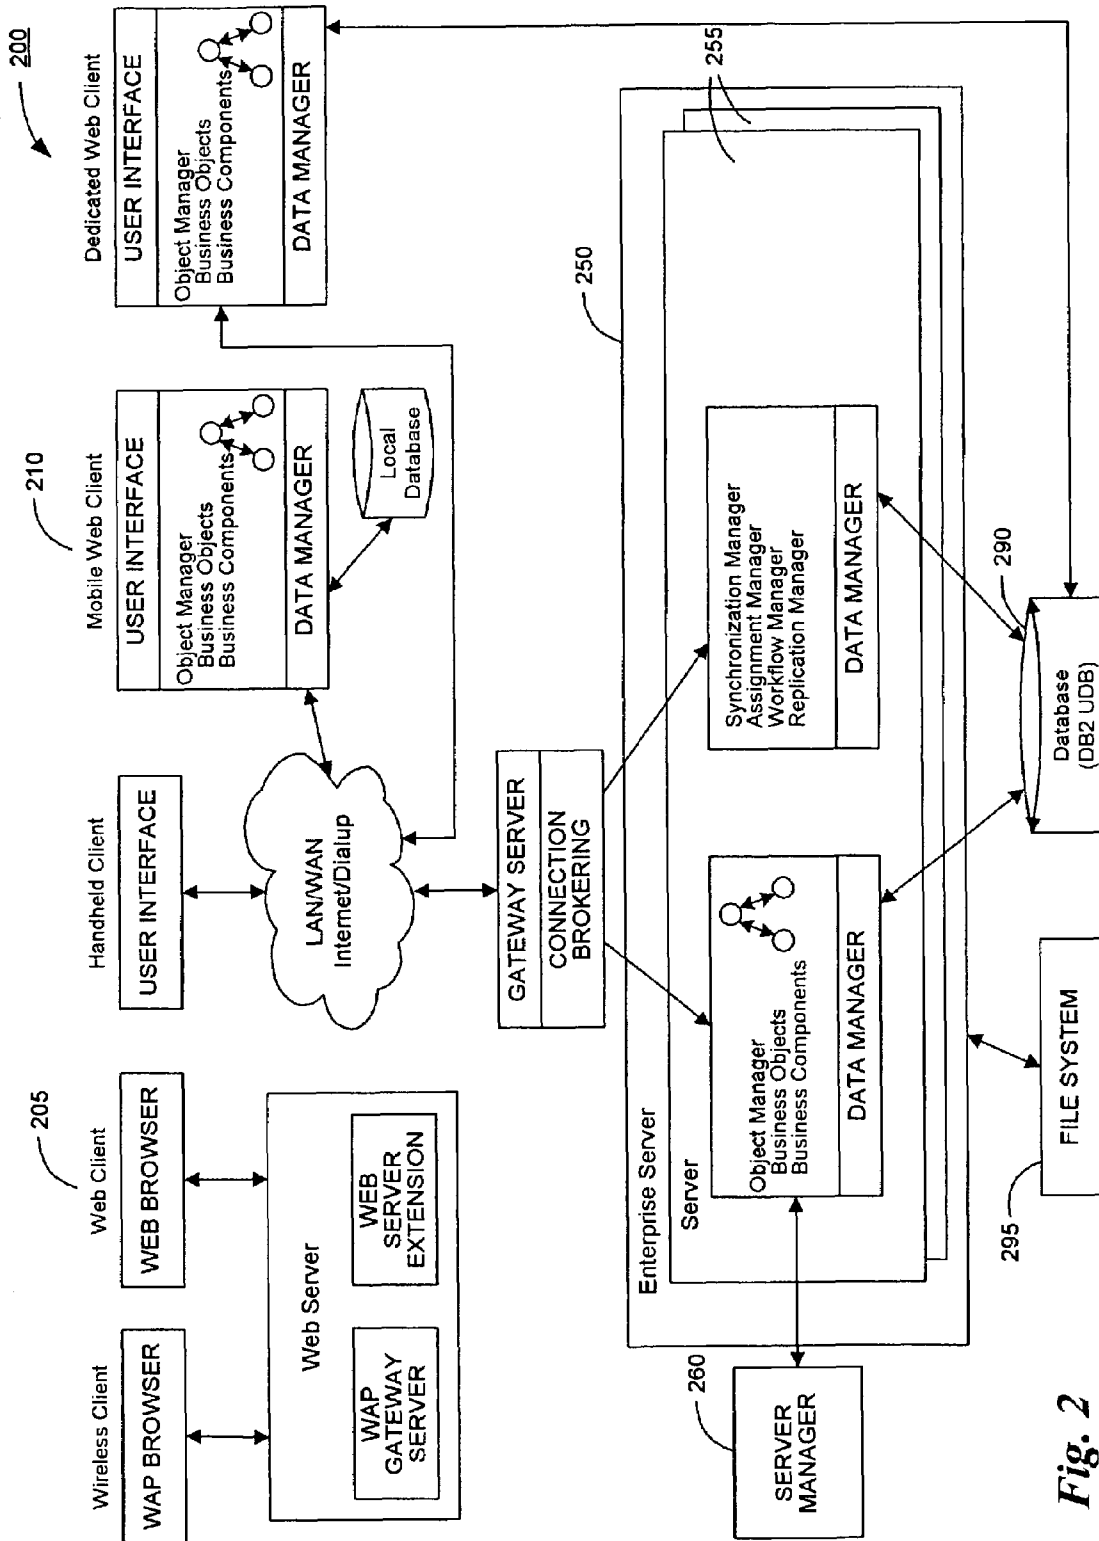 200
Wireless Client
WAP BROWSER
Web Client
205
WEB BROWSER
Handheld Client
USER INTERFACE
Mobile Web Client
210
USER INTERFACE
Object Manager
Business Objects
Business Components
DATA MANAGER
Local
Database
Dedicated Web Client
USER INTERFACE
Object Manager
Business Objects
Business Components
DATA MANAGER
Web Server
WAP
GATEWAY
SERVER
WEB
SERVER
EXTENSION
LAN/WAN
Internet/Dialup
GATEWAY SERVER
CONNECTION
BROKERING
250
255
Enterprise Server
Server
Object Manager
Business Objects
Business Components
DATA MANAGER
Synchronization Manager
Assignment Manager
Workflow Manager
Replication Manager
DATA MANAGER
260
SERVER
MANAGER
295
FILE SYSTEM
290
Database
(DB2 UDB)
Fig. 2